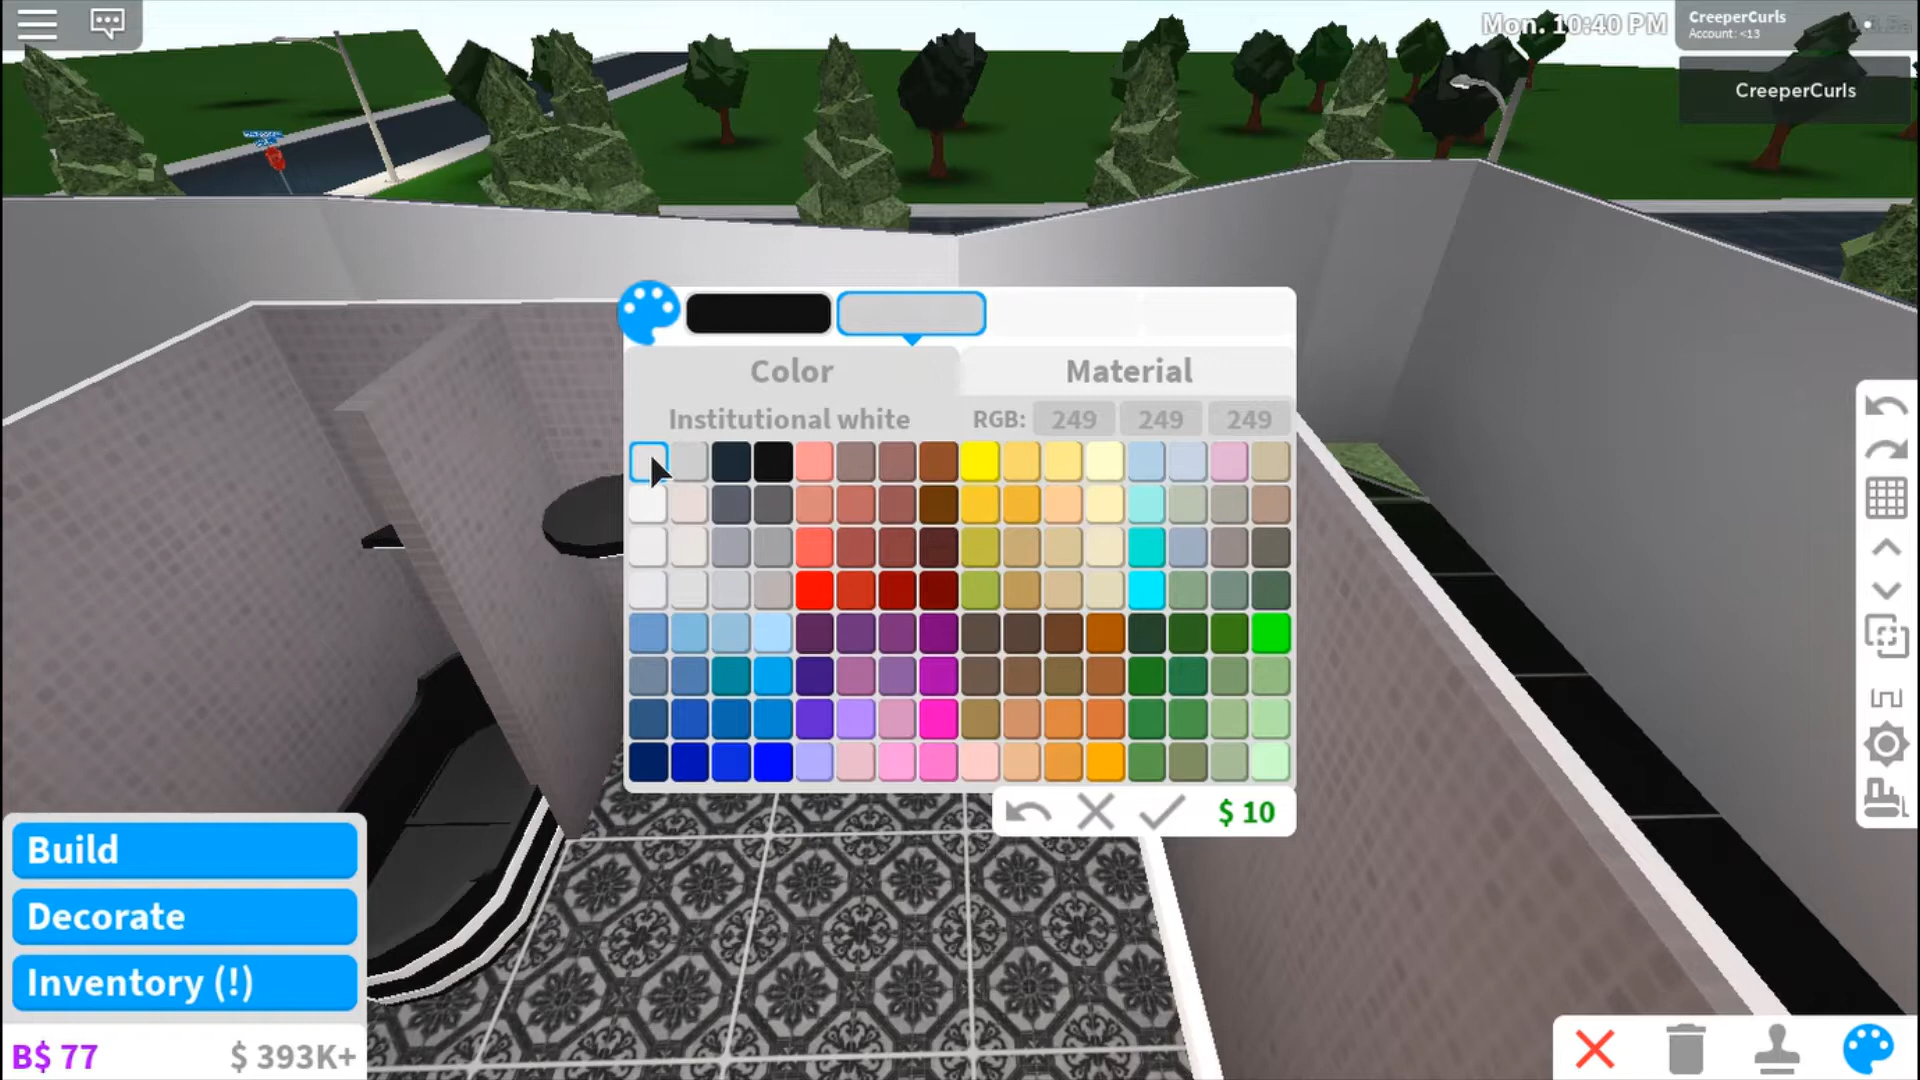 Mon. 10:40 PM
CreeperCurls
Account: <13
CreeperCurls
Color
Material
Institutional white
RGB: 249 249 249
$ 10
Build
Decorate
Inventory (!)
B$ 77
$ 393K+